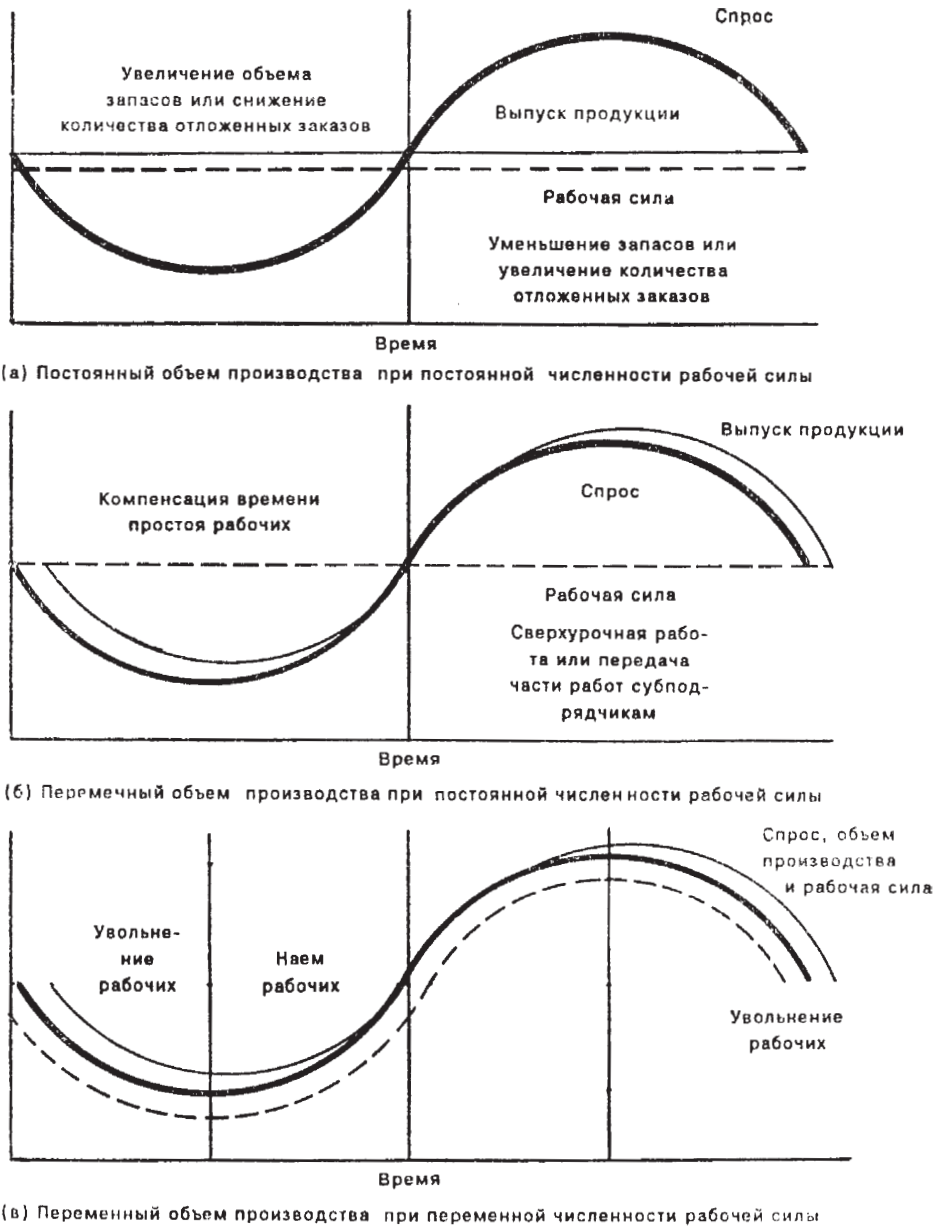 Спрос
Увеличение объема
запасов или снижение
количества отложенных заказов
Выпуск продукции
Рабочая сила
Уменьшение запасов или
увеличение количества
отложенных заказов
Время
(а) Постоянный объем производства при постоянной численности рабочей силы
Выпуск продукции
Компенсация времени
простоя рабочих
Спрос
Рабочая сила
Сверхурочная рабо-
та или передача
части работ субпод-
рядчикам
Время
(б) Перемечный объем производства при постоянной численности рабочей силы
Спрос, объем
производства
и рабочая сила
Увольне-
ние
рабочих
Наем
рабочих
Увольнение
рабочих
Время
(в) Переменный объем производства при переменной численности рабочей силы